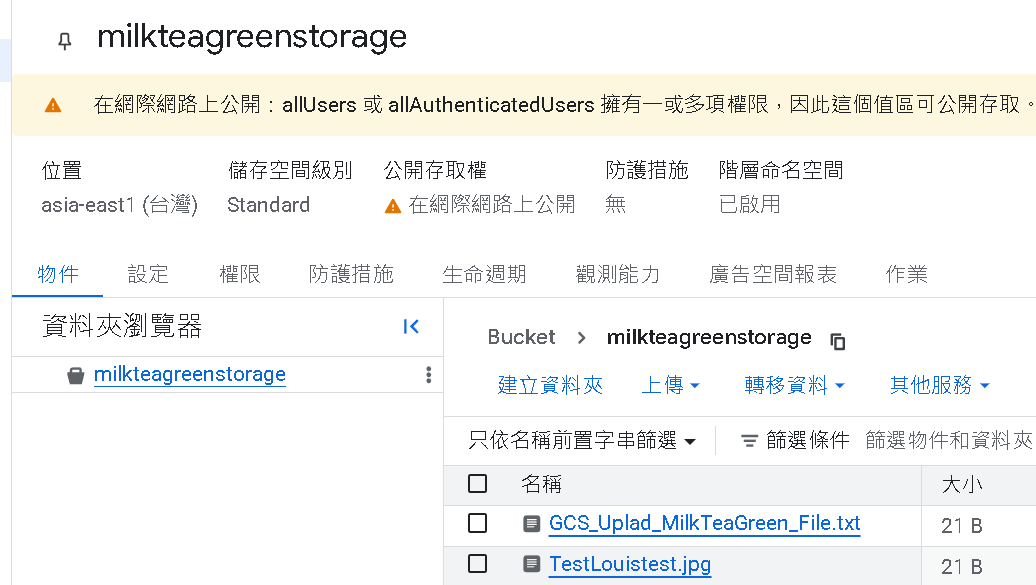 milkteagreenstorage
在網際網路上公開：allUsers 或 allAuthenticatedUsers 擁有一或多項權限，因此這個值區可公開存取。
位置 儲存空間級別 公開存取權 防護措施 階層命名空間
asia-east1 (台灣) Standard 在網際網路上公開 無 已啟用
物件 設定 權限 防護措施 生命週期 觀測能力 廣告空間報表 作業
資料夾瀏覽器
milkteagreenstorage
Bucket > milkteagreenstorage
建立資料夾 上傳 轉移資料 其他服務
只依名稱前置字串篩選 篩選條件 篩選物件和資料夾
名稱 大小
GCS_Uplad_MilkTeaGreen_File.txt 21 B
TestLouistest.jpg 21 B